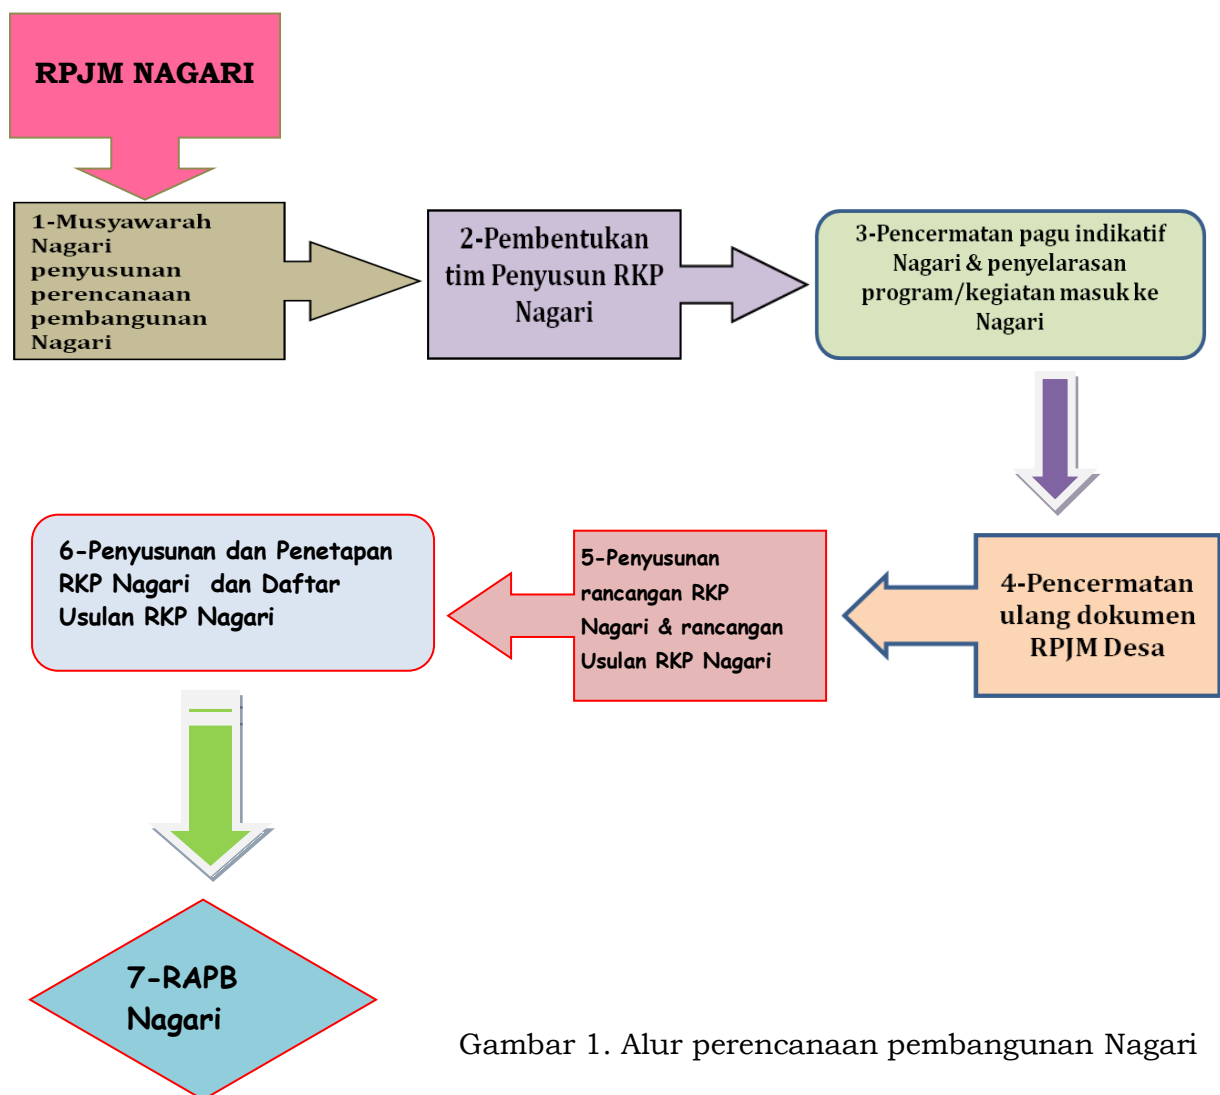 RPJM NAGARI
1-Musyawarah
Nagari
penyusunan
perencanaan
pembangunan
Nagari
2-Pembentukan
tim Penyusun RKP
Nagari
3-Pencermatan pagu indikatif
Nagari & penyelarasan
program/kegiatan masuk ke
Nagari
4-Pencermatan
ulang dokumen
RPJM Desa
5-Penyusunan
rancangan RKP
Nagari & rancangan
Usulan RKP Nagari
6-Penyusunan dan Penetapan
RKP Nagari dan Daftar
Usulan RKP Nagari
7-RAPB
Nagari
Gambar 1. Alur perencanaan pembangunan Nagari